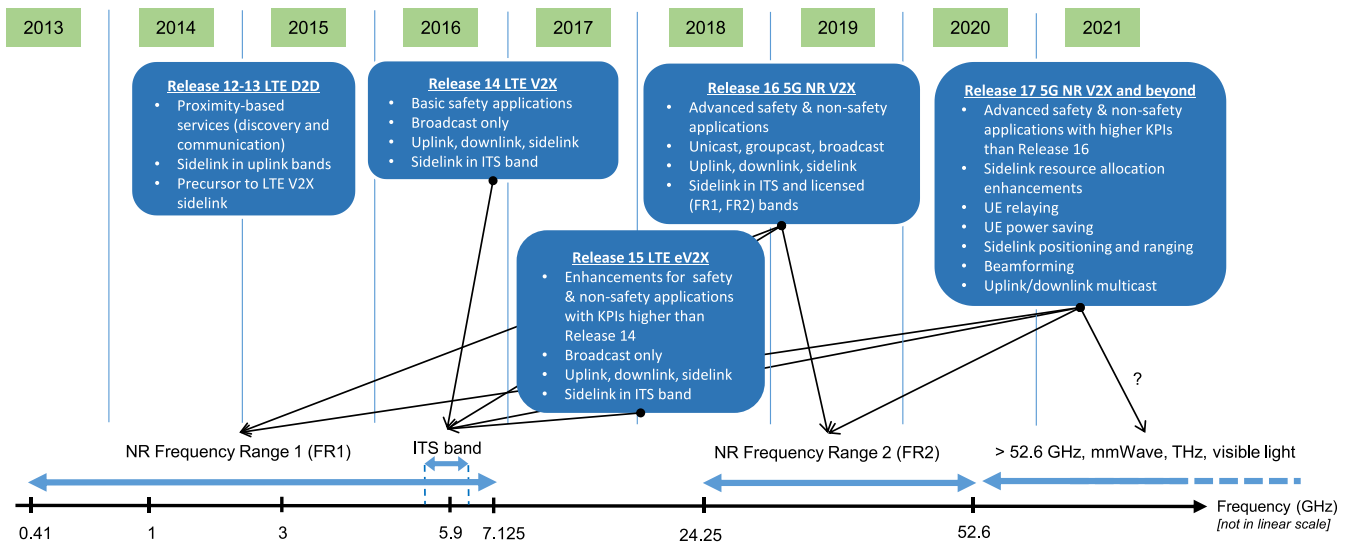 2013
2014
2015
2016
2017
2018
2019
2020
2021
Release 12-13 LTE D2D
• Proximity-based
services (discovery and
communication)
• Sidelink in uplink bands
• Precursor to LTE V2X
sidelink
Release 14 LTE V2X
• Basic safety applications
• Broadcast only
• Uplink, downlink, sidelink
• Sidelink in ITS band
Release 15 LTE eV2X
• Enhancements for safety
& non-safety applications
with KPIs higher than
Release 14
• Broadcast only
• Uplink, downlink, sidelink
• Sidelink in ITS band
Release 16 5G NR V2X
• Advanced safety & non-safety
applications
• Unicast, groupcast, broadcast
• Uplink, downlink, sidelink
• Sidelink in ITS and licensed
(FR1, FR2) bands
Release 17 5G NR V2X and beyond
• Advanced safety & non-safety
applications with higher KPIs
than Release 16
• Sidelink resource allocation
enhancements
• UE relaying
• UE power saving
• Sidelink positioning and ranging
• Beamforming
• Uplink/downlink multicast
?
NR Frequency Range 1 (FR1)
ITS band
NR Frequency Range 2 (FR2)
> 52.6 GHz, mmWave, THz, visible light
0.41
1
3
5.9
7.125
24.25
52.6
Frequency (GHz)
[not in linear scale]